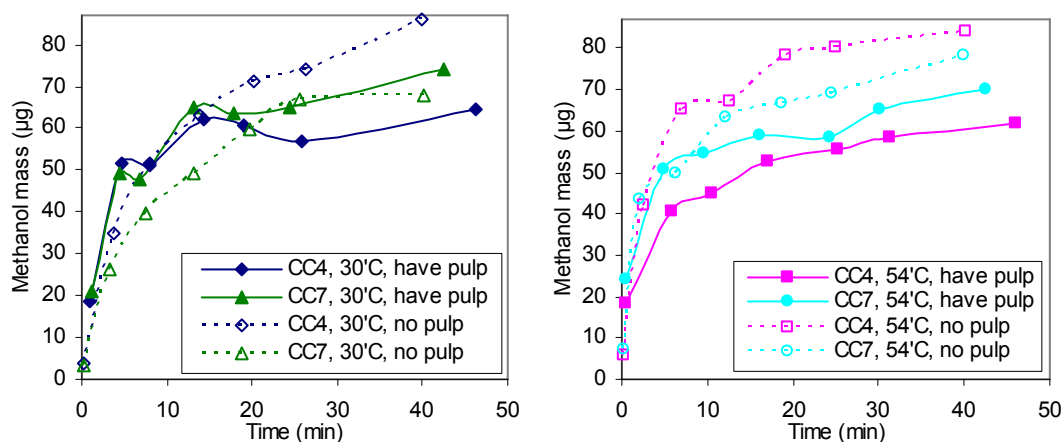 Methanol mass (µg)
80
70
60
50
40
30
20
10
0
CC4, 30'C, have pulp
CC7, 30'C, have pulp
CC4, 30'C, no pulp
CC7, 30'C, no pulp
0 10 20 30 40 50
Time (min)
Methanol mass (µg)
80
70
60
50
40
30
20
10
0
CC4, 54'C, have pulp
CC7, 54'C, have pulp
CC4, 54'C, no pulp
CC7, 54'C, no pulp
0 10 20 30 40 50
Time (min)